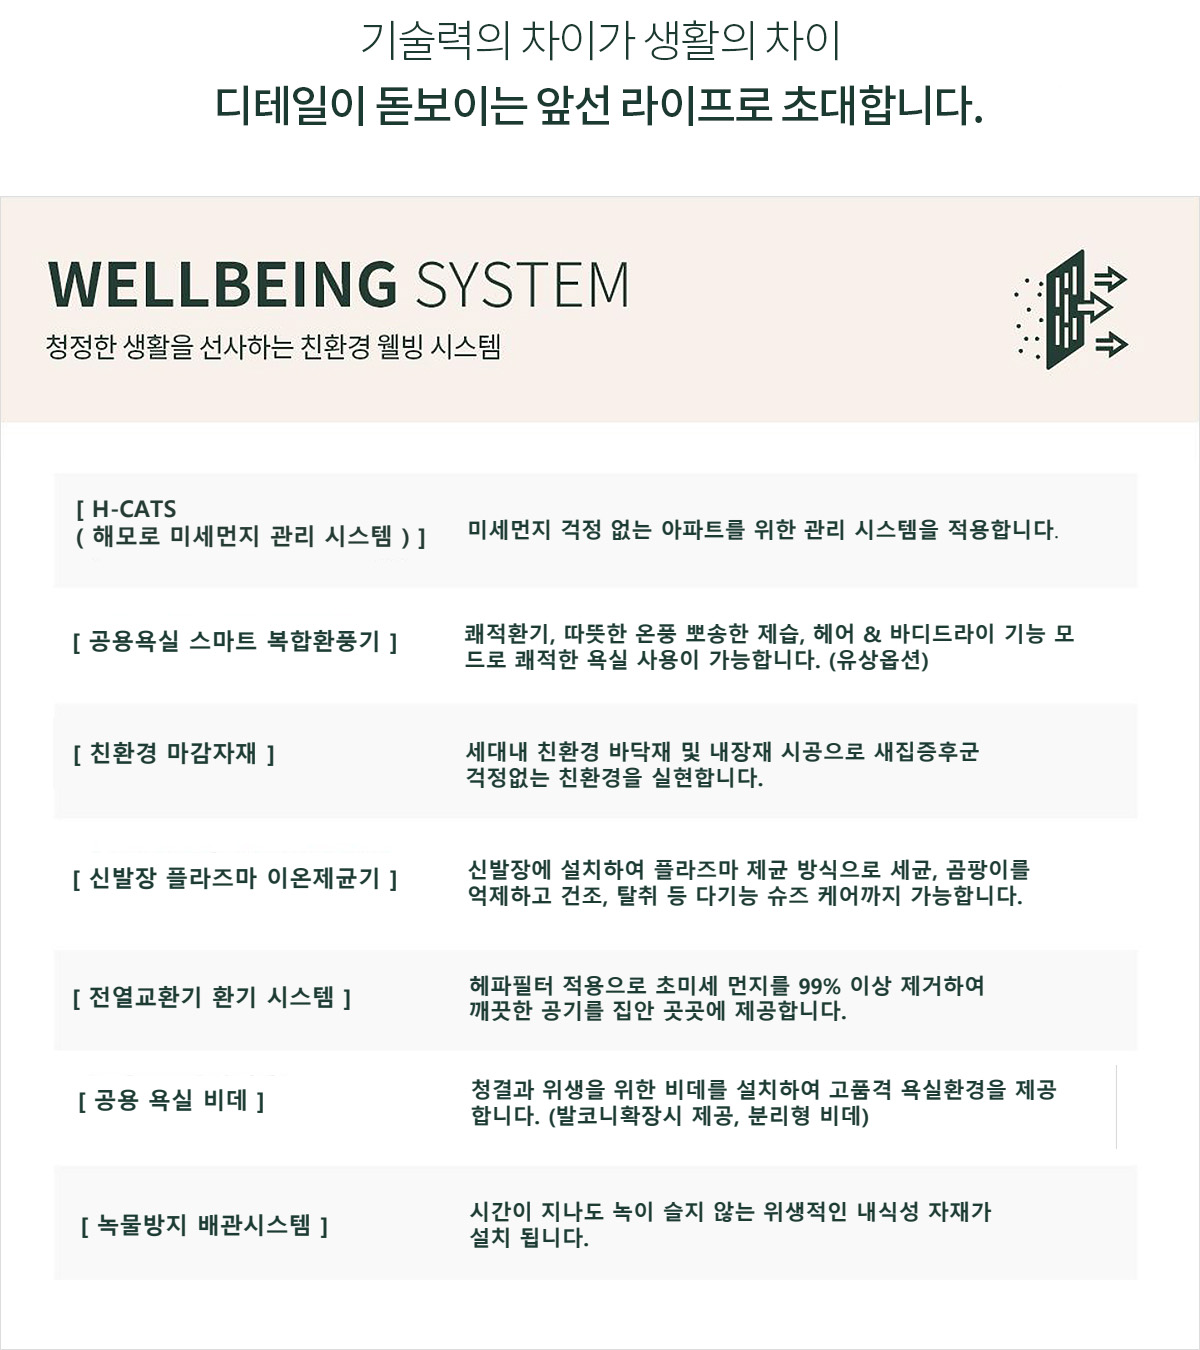 기술력의 차이가 생활의 차이
디테일이 돋보이는 앞선 라이프로 초대합니다.
WELLBEING SYSTEM
청정한 생활을 선사하는 친환경 웰빙 시스템
[ H-CATS
( 해모로 미세먼지 관리 시스템 ) ]
미세먼지 걱정 없는 아파트를 위한 관리 시스템을 적용합니다.
[ 공용욕실 스마트 복합환풍기 ]
쾌적환기, 따뜻한 온풍 뽀송한 제습, 헤어 & 바디드라이 기능 모
드로 쾌적한 욕실 사용이 가능합니다. (유상옵션)
[ 친환경 마감자재 ]
세대내 친환경 바닥재 및 내장재 시공으로 새집증후군
걱정없는 친환경을 실현합니다.
[ 신발장 플라즈마 이온제균기 ]
신발장에 설치하여 플라즈마 제균 방식으로 세균, 곰팡이를
억제하고 건조, 탈취 등 다기능 슈즈 케어까지 가능합니다.
[ 전열교환기 환기 시스템 ]
헤파필터 적용으로 초미세 먼지를 99% 이상 제거하여
깨끗한 공기를 집안 곳곳에 제공합니다.
[ 공용 욕실 비데 ]
청결과 위생을 위한 비데를 설치하여 고품격 욕실환경을 제공
합니다. (발코니확장시 제공, 분리형 비데)
[ 녹물방지 배관시스템 ]
시간이 지나도 녹이 슬지 않는 위생적인 내식성 자재가
설치 됩니다.